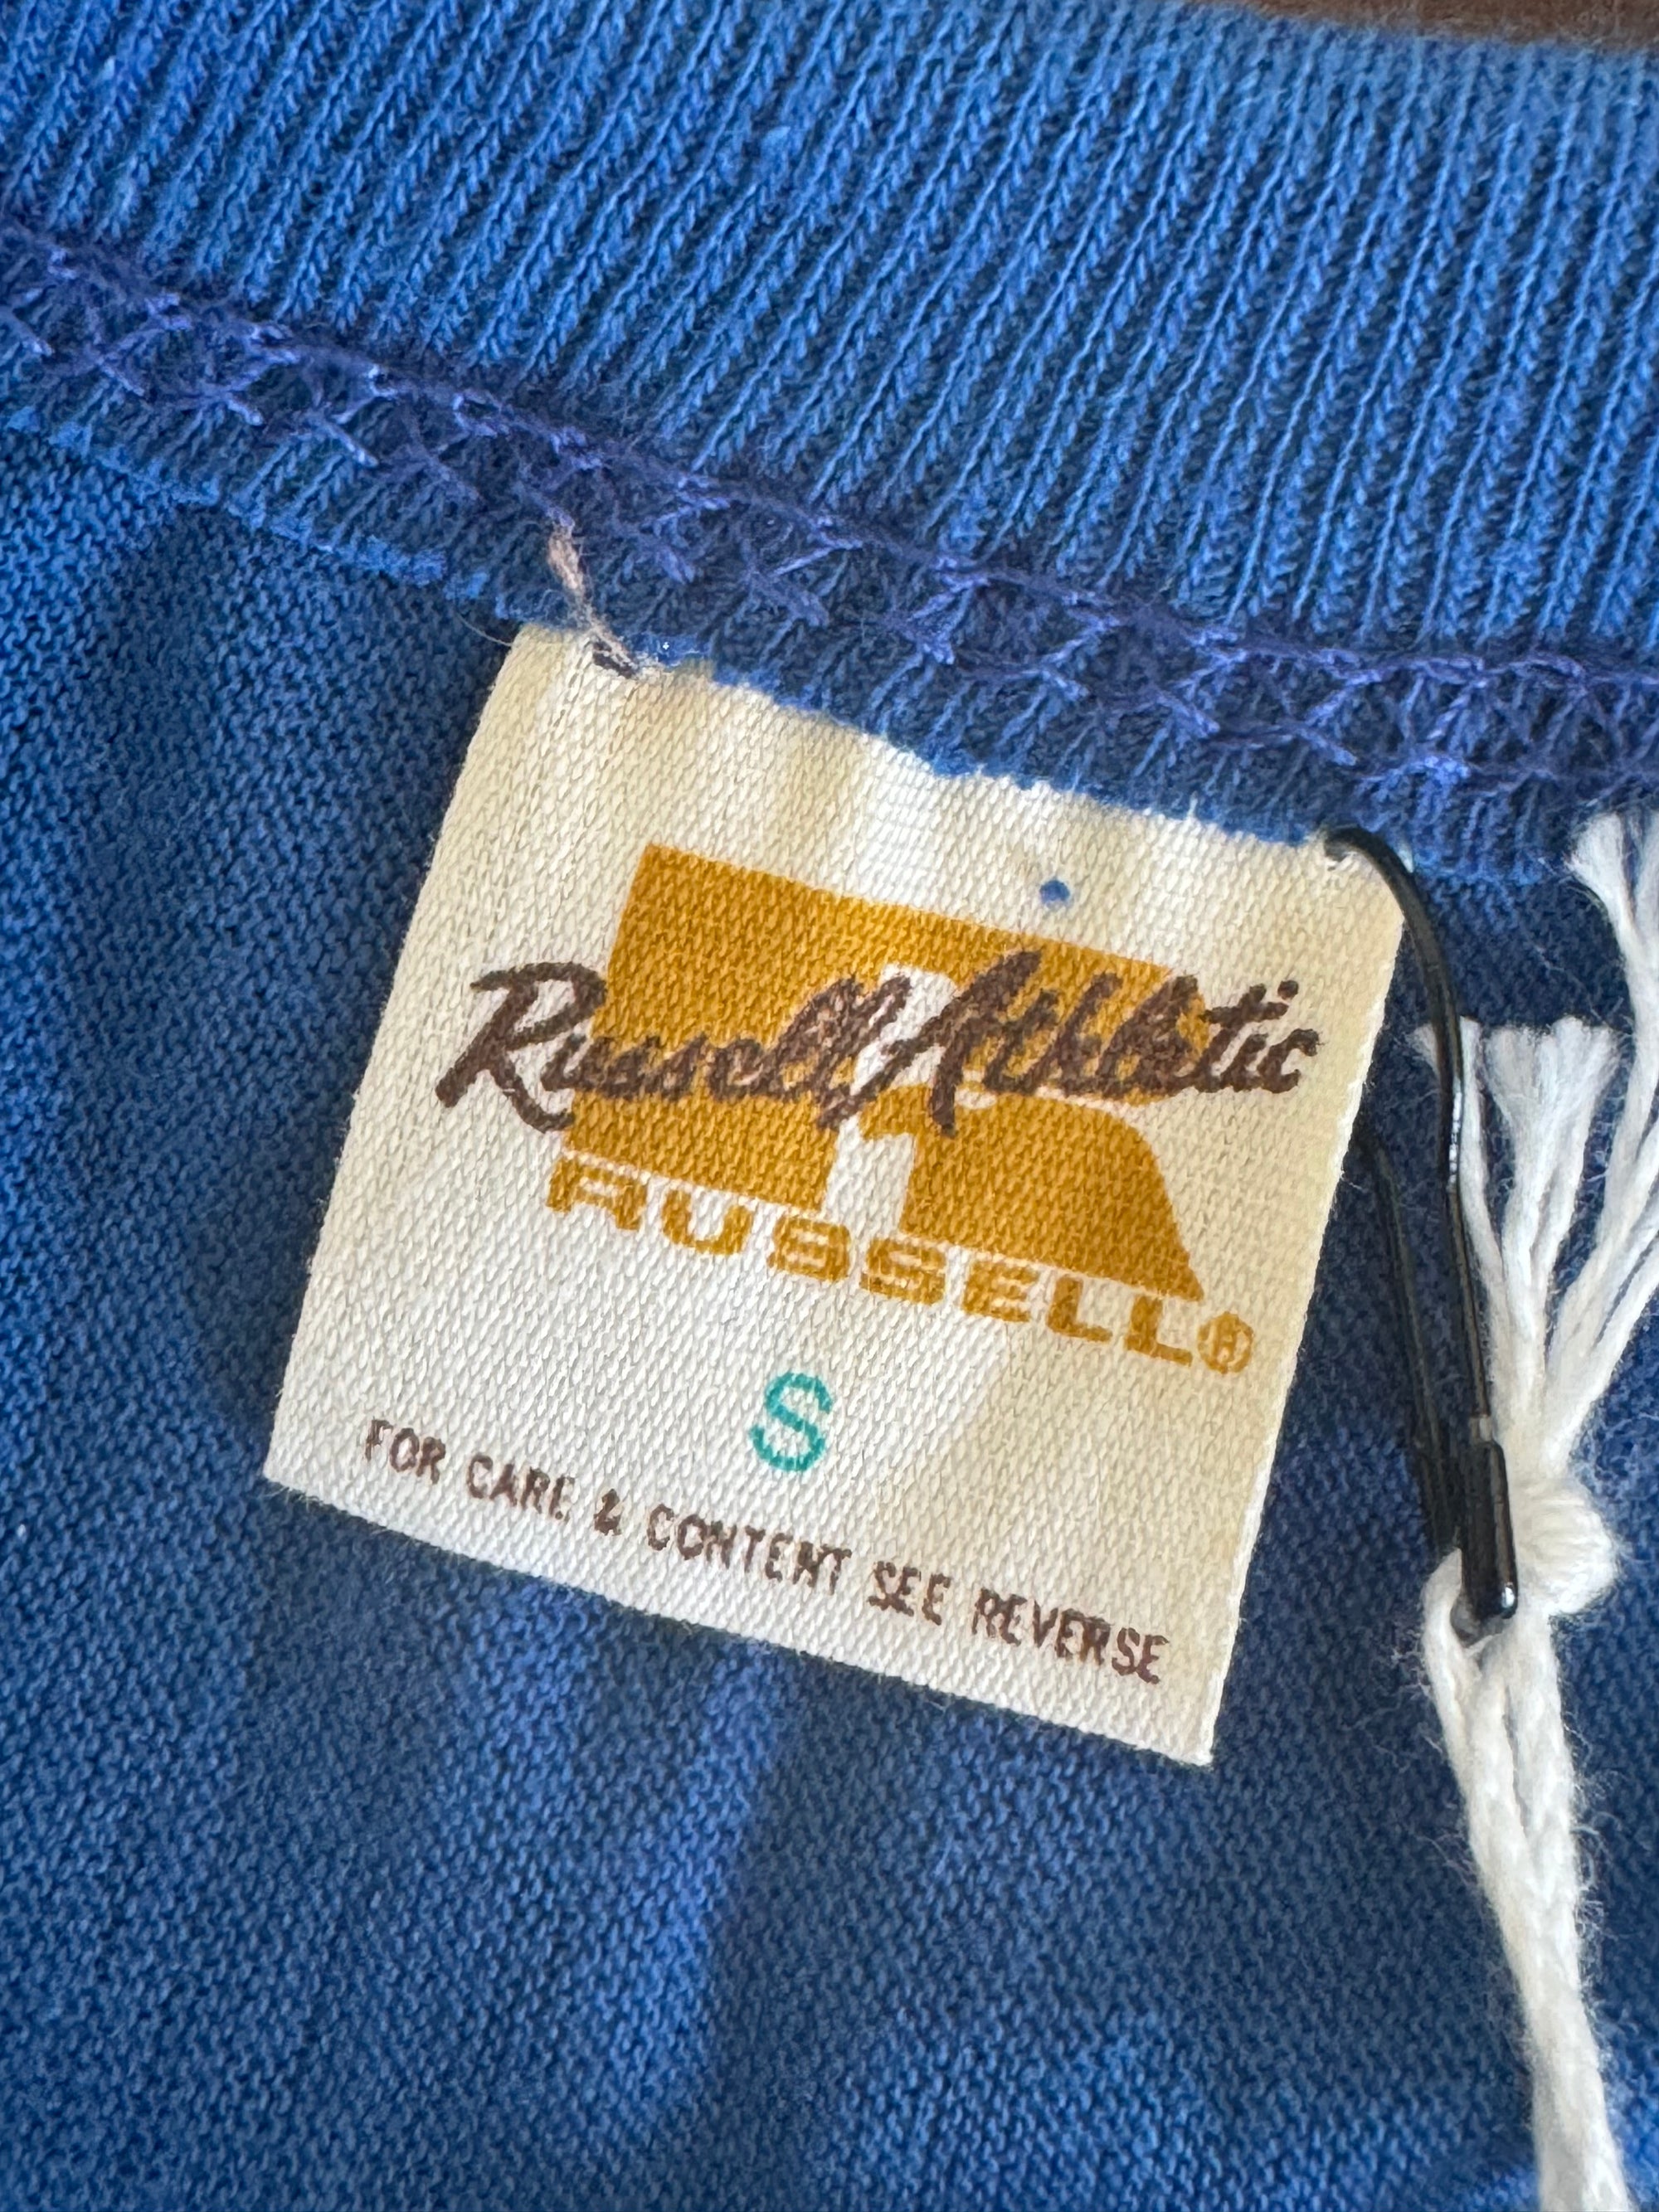 Russell Athletic
RUSSELL®
S
FOR CARE & CONTENT SEE REVERSE